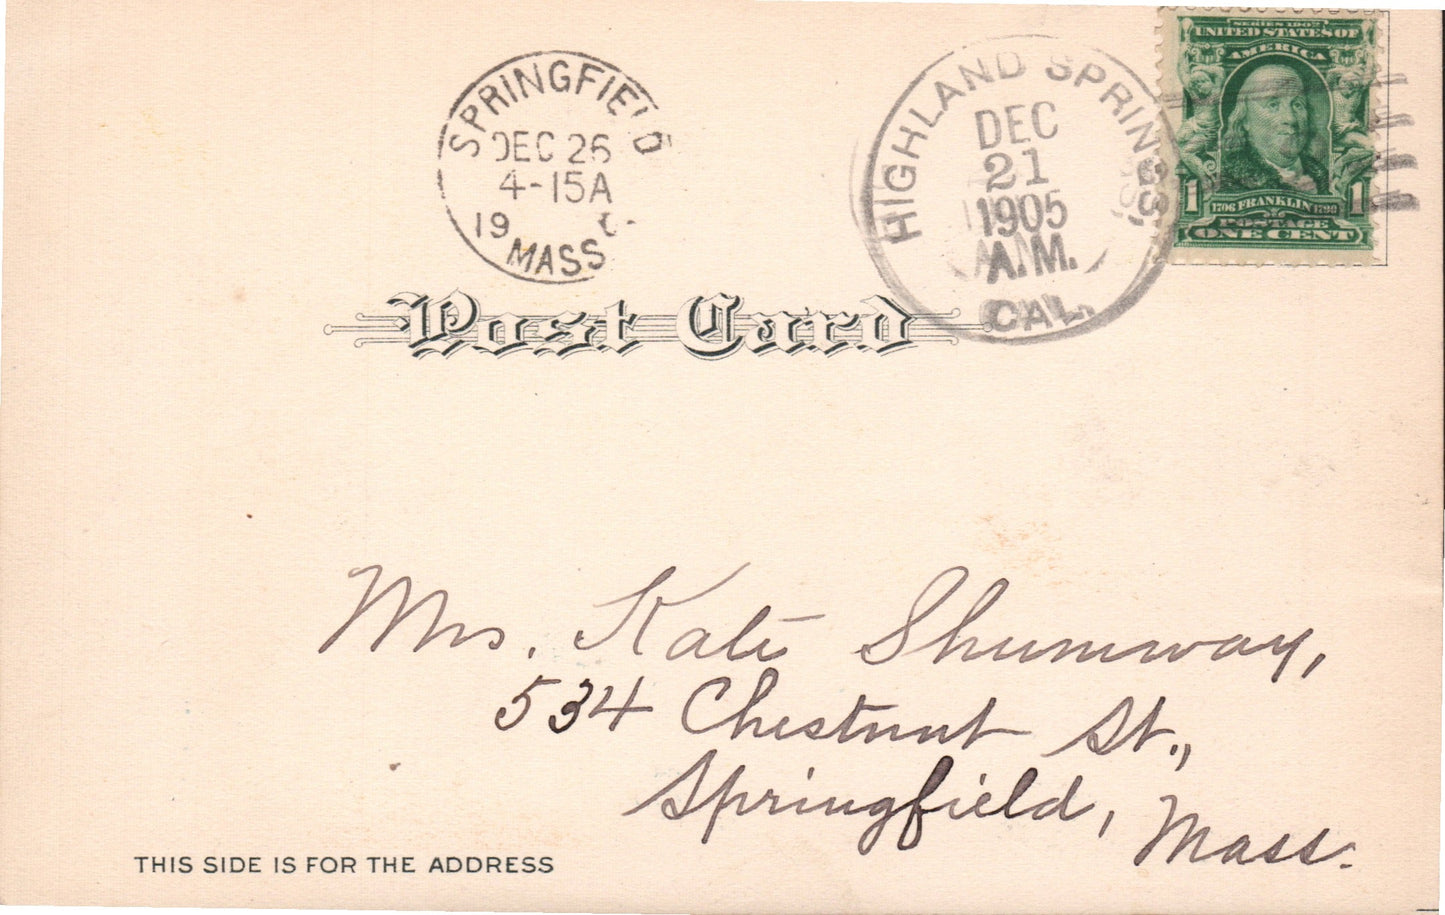 SPRINGFIELD
DEC 26
4-15A
19
MASS
HIGHLAND SPRINGS,
DEC
21
1905
A.M.
CAL.
SERIES 1902
UNITED STATES OF
AMERICA
1 1
1706 FRANKLIN 1790
POSTAGE
ONE CENT
Post Card
Mrs. Kate Shumway,
534 Chestnut St.,
Springfield, Mass.
THIS SIDE IS FOR THE ADDRESS